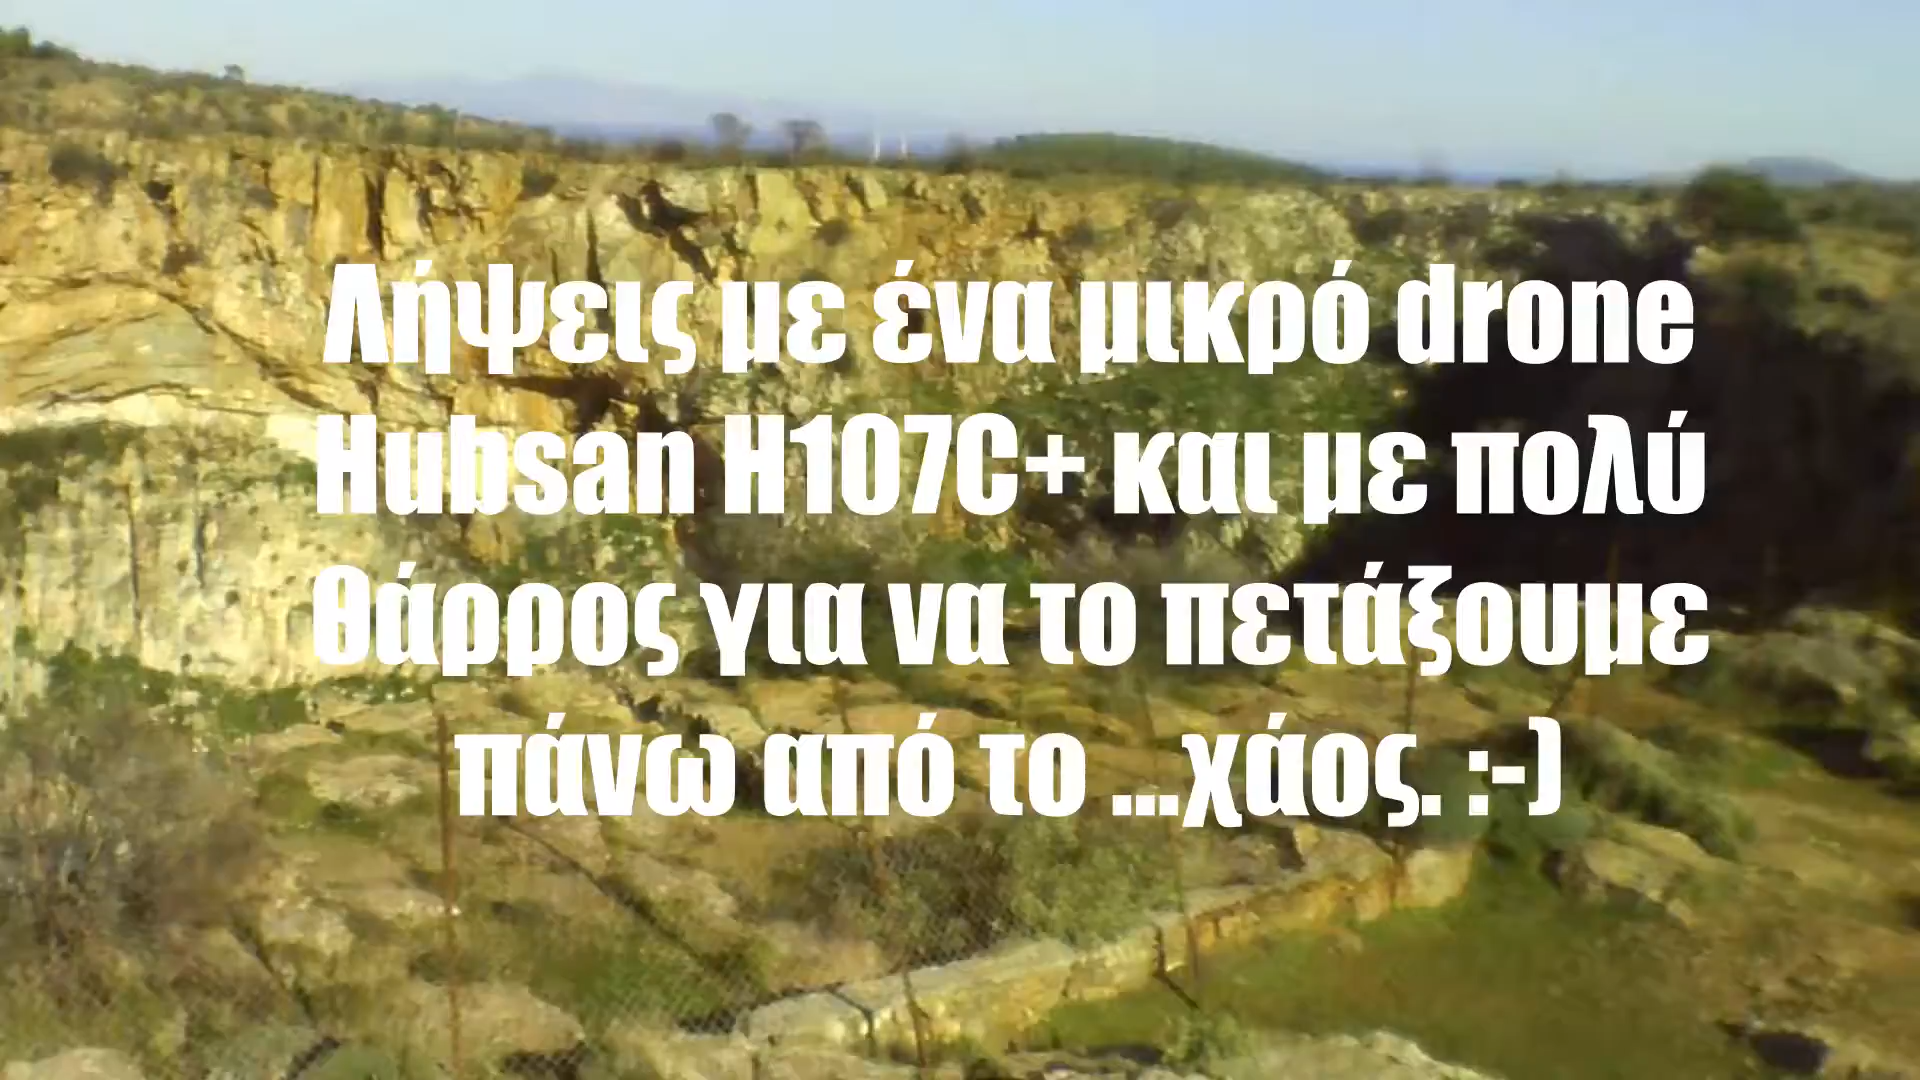 Λήψεις με ένα μικρό drone
Hubsan H107C+ και με πολύ
θάρρος για να το πετάξουμε
πάνω από το ...χάος. :-)